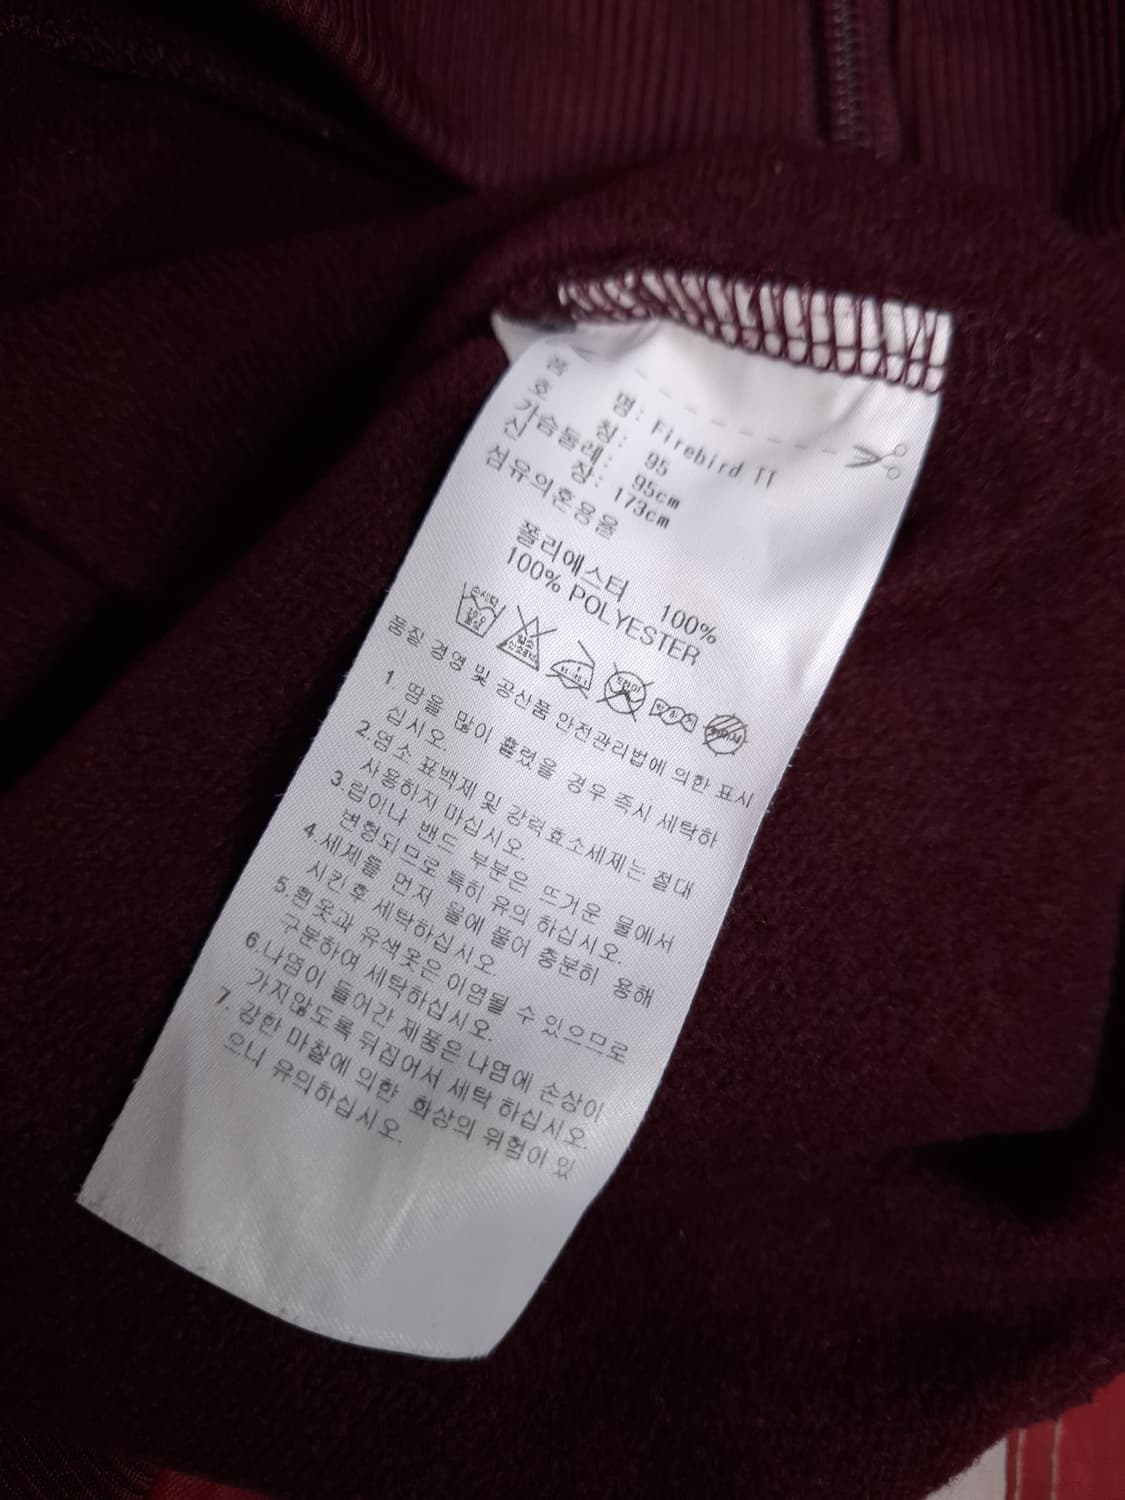 품 명: Firebird TT
호 칭: 95
가슴둘레: 95cm
신 장: 173cm
섬유의혼용율
폴리에스터 100%
100% POLYESTER
손세탁
품질 경영 및 공산품 안전관리법에 의한 표시
1. 땀을 많이 흘렸을 경우 즉시 세탁하
십시오.
2.염소 표백제 및 강력효소세제는 절대
사용하지 마십시오.
3.립이나 밴드 부분은 뜨거운 물에서
변형되므로 특히 유의 하십시오.
4.세제를 먼저 물에 풀어 충분히 용해
시킨후 세탁하십시오.
5.흰옷과 유색옷은 이염될 수 있으므로
구분하여 세탁하십시오.
6.나염이 들어간 제품은 나염에 손상이
가지않도록 뒤집어서 세탁 하십시오.
7. 강한 마찰에 의한 화상의 위험이 있
으니 유의하십시오.